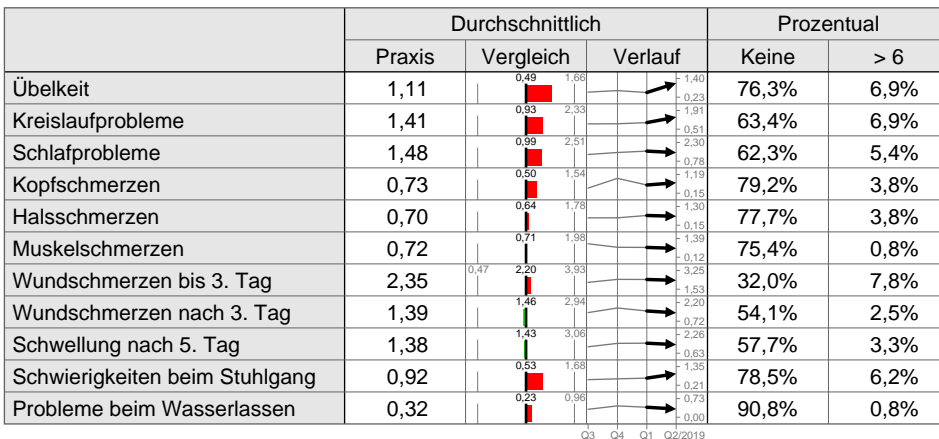 Durchschnittlich Prozentual
Praxis Vergleich Verlauf Keine > 6
Übelkeit 1,11 0,49 1,66 1,40 0,23 76,3% 6,9%
Kreislaufprobleme 1,41 0,93 2,33 1,91 0,51 63,4% 6,9%
Schlafprobleme 1,48 0,99 2,51 2,30 0,78 62,3% 5,4%
Kopfschmerzen 0,73 0,50 1,54 1,19 0,15 79,2% 3,8%
Halsschmerzen 0,70 0,64 1,78 1,30 0,15 77,7% 3,8%
Muskelschmerzen 0,72 0,71 1,98 1,39 0,12 75,4% 0,8%
Wundschmerzen bis 3. Tag 2,35 0,47 2,20 3,93 3,25 1,53 32,0% 7,8%
Wundschmerzen nach 3. Tag 1,39 1,46 2,94 2,20 0,72 54,1% 2,5%
Schwellung nach 5. Tag 1,38 1,43 3,06 2,26 0,63 57,7% 3,3%
Schwierigkeiten beim Stuhlgang 0,92 0,53 1,68 1,35 0,21 78,5% 6,2%
Probleme beim Wasserlassen 0,32 0,23 0,96 0,73 0,00 90,8% 0,8%
Q3 Q4 Q1 Q2/2019